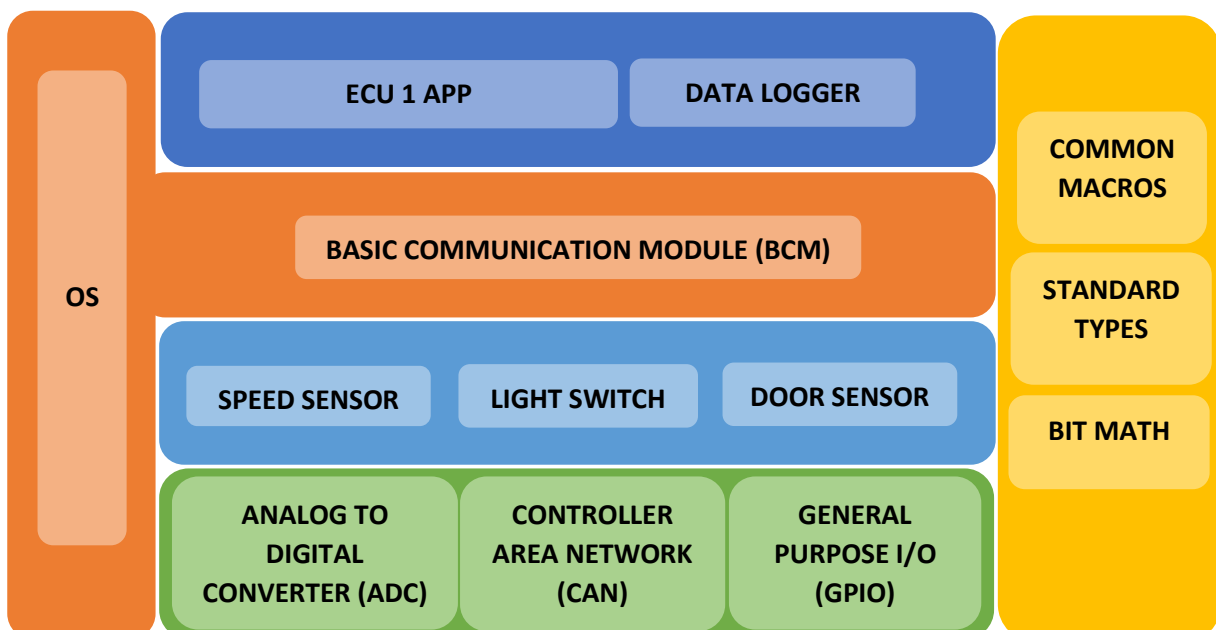 OS
ECU 1 APP
DATA LOGGER
BASIC COMMUNICATION MODULE (BCM)
SPEED SENSOR
LIGHT SWITCH
DOOR SENSOR
ANALOG TO
DIGITAL
CONVERTER (ADC)
CONTROLLER
AREA NETWORK
(CAN)
GENERAL
PURPOSE I/O
(GPIO)
COMMON
MACROS
STANDARD
TYPES
BIT MATH